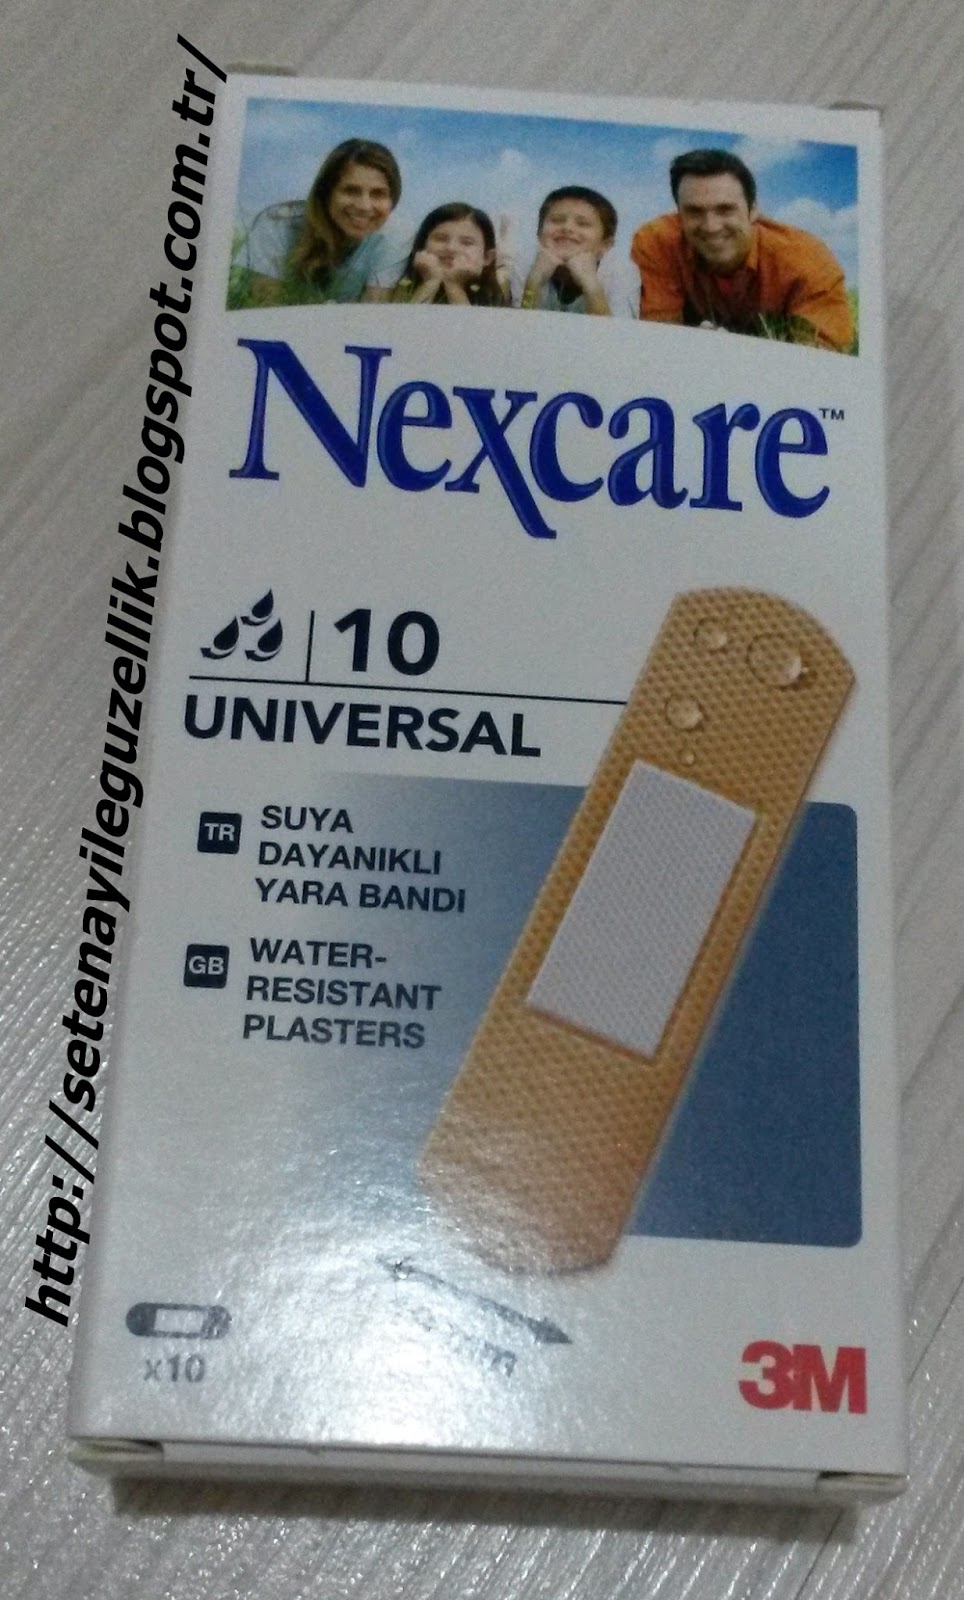 http://setenayileguzellik.blogspot.com.tr/
Nexcare™
10
UNIVERSAL
TR SUYA
DAYANIKLI
YARA BANDI
GB WATER-
RESISTANT
PLASTERS
x10
3M